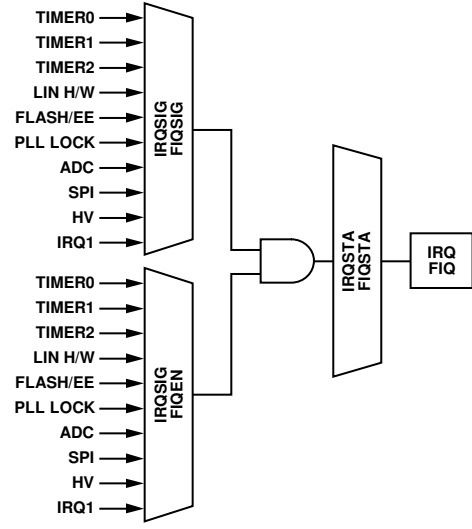 TIMER0
TIMER1
TIMER2
LIN H/W
FLASH/EE
PLL LOCK
ADC
SPI
HV
IRQ1
IRQSIG
FIQSIG
TIMER0
TIMER1
TIMER2
LIN H/W
FLASH/EE
PLL LOCK
ADC
SPI
HV
IRQ1
IRQSIG
FIQEN
IRQSTA
FIQSTA
IRQ
FIQ